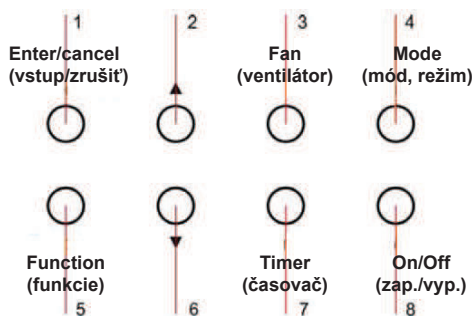 1 2 3 4
Enter/cancel Fan Mode
(vstup/zrušiť) (ventilátor) (mód, režim)
Function Timer On/Off
(funkcie) (časovač) (zap./vyp.)
5 6 7 8